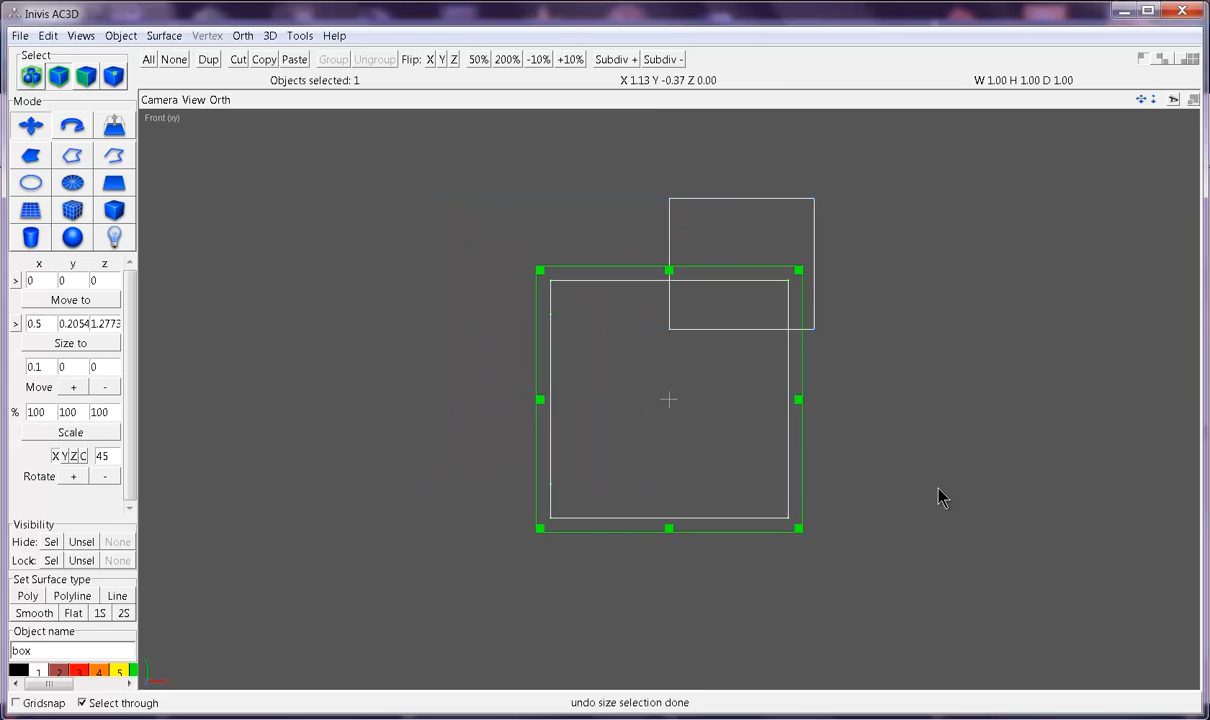 Inivis AC3D
File Edit Views Object Surface Vertex Orth 3D Tools Help
Select
All None Dup Cut Copy Paste Group Ungroup Flip: X Y Z 50% 200% -10% +10% Subdiv + Subdiv -
Objects selected: 1 X 1.13 Y -0.37 Z 0.00 W 1.00 H 1.00 D 1.00
Mode
Camera View Orth
Front (xy)
x y z
> 0 0 0
Move to
> 0.5 0.2054 1.2773
Size to
0.1 0 0
Move + -
% 100 100 100
Scale
X Y Z C 45
Rotate + -
Visibility
Hide: Sel Unsel None
Lock: Sel Unsel None
Set Surface type
Poly Polyline Line
Smooth Flat 1S 2S
Object name
box
1 2 3 4 5
Gridsnap Select through undo size selection done